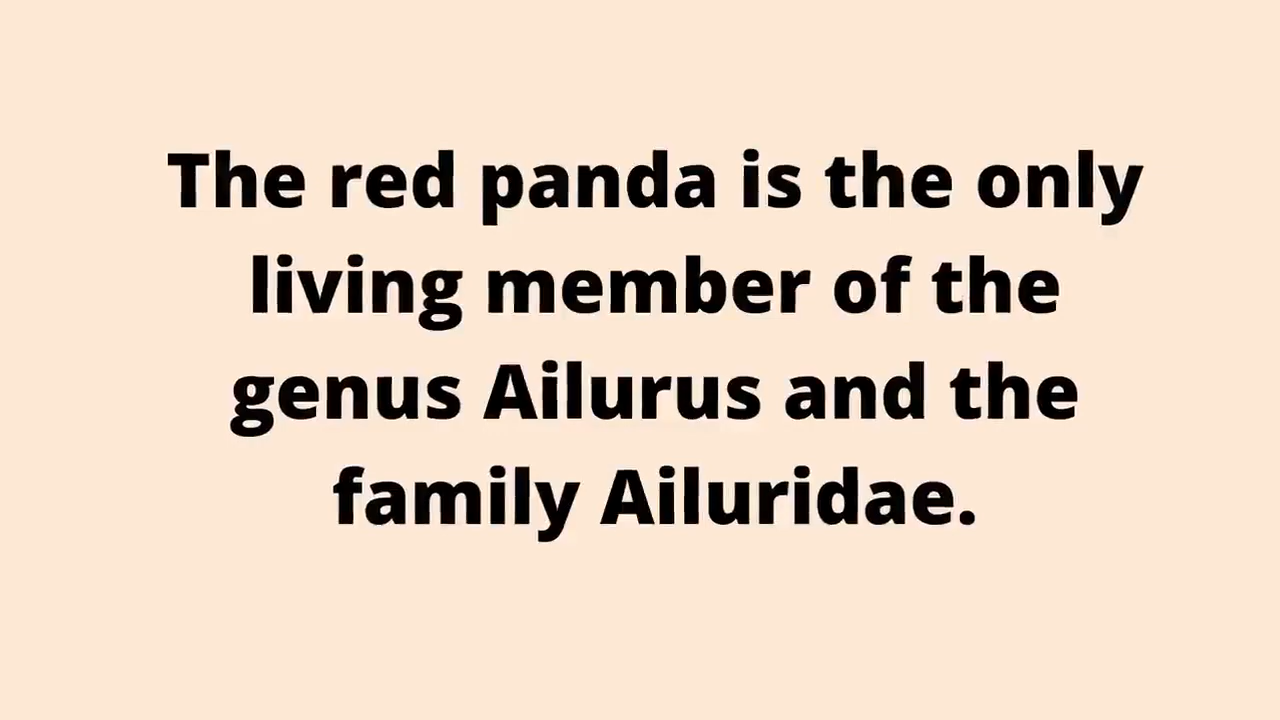 The red panda is the only
living member of the
genus Ailurus and the
family Ailuridae.